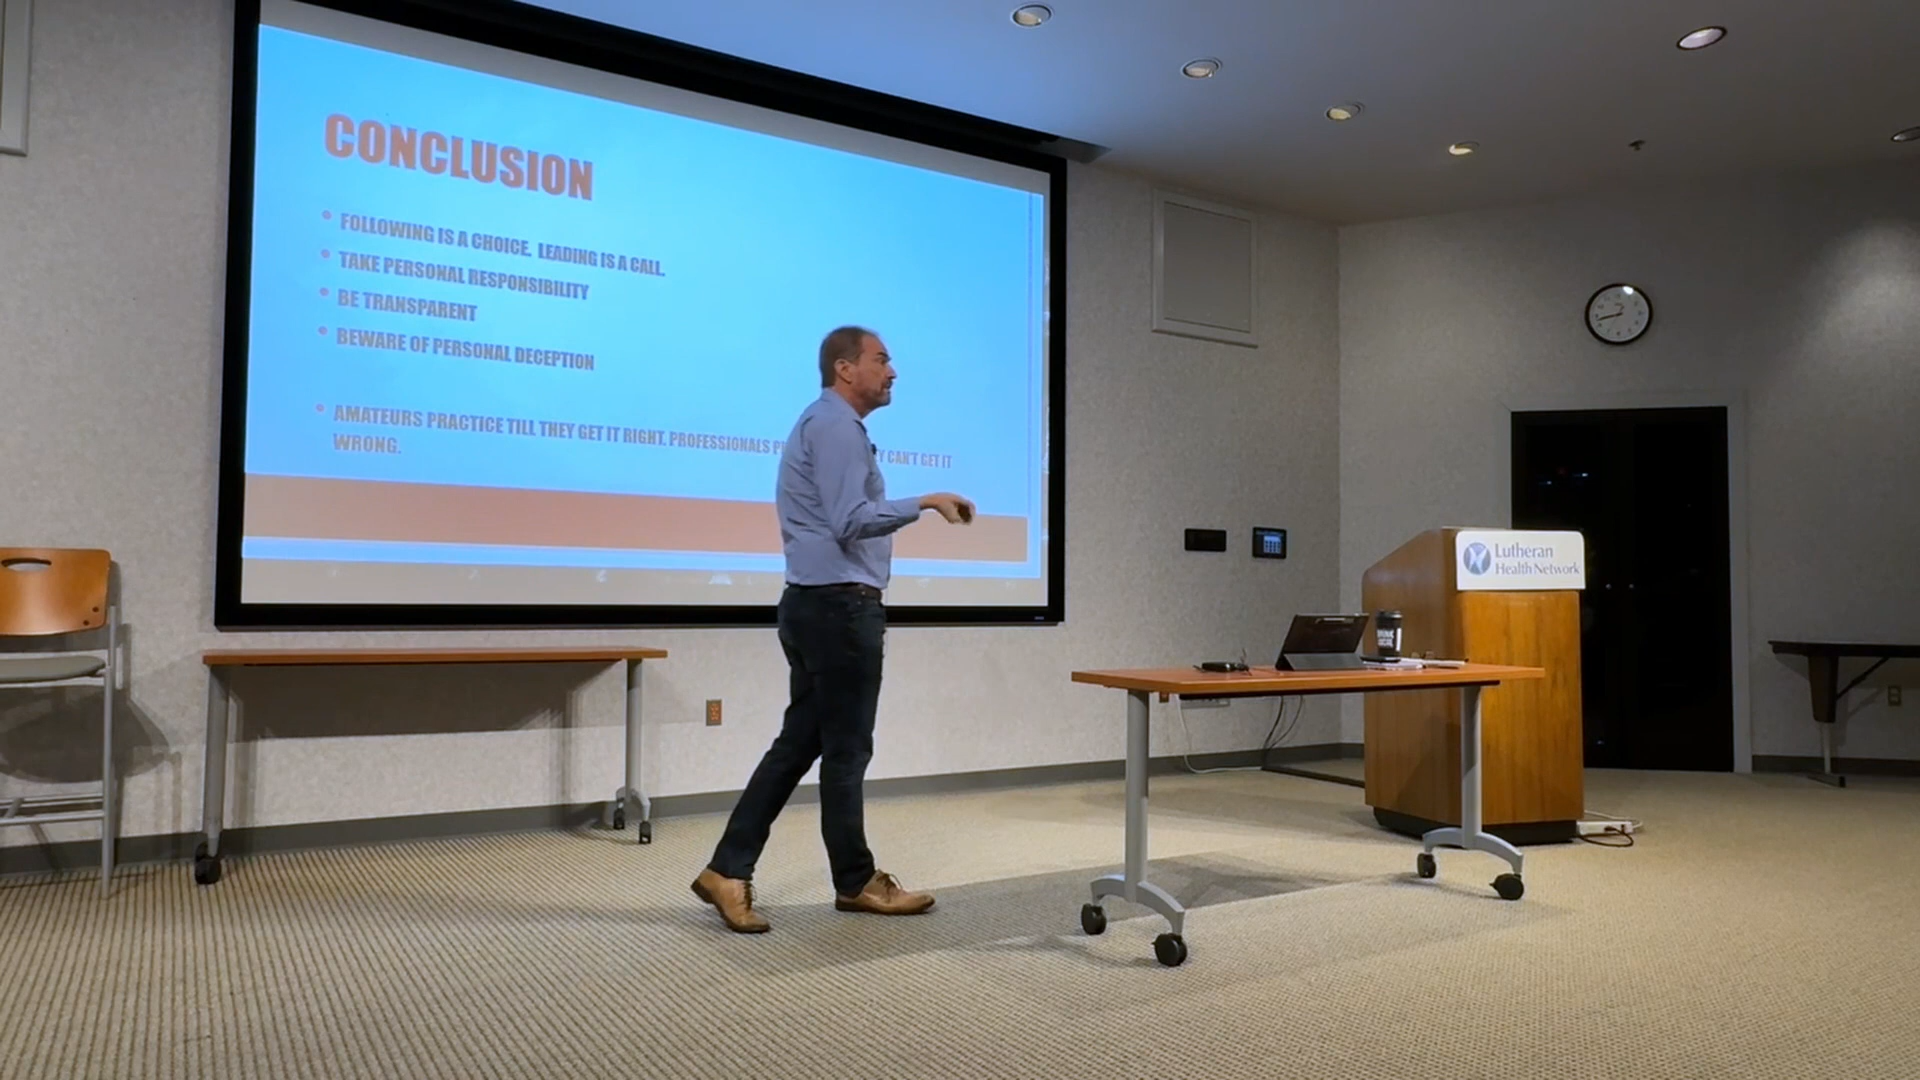 CONCLUSION
• FOLLOWING IS A CHOICE. LEADING IS A CALL.
• TAKE PERSONAL RESPONSIBILITY
• BE TRANSPARENT
• BEWARE OF PERSONAL DECEPTION
• AMATEURS PRACTICE TILL THEY GET IT RIGHT. PROFESSIONALS CAN'T GET IT
WRONG.
Lutheran
Health Network